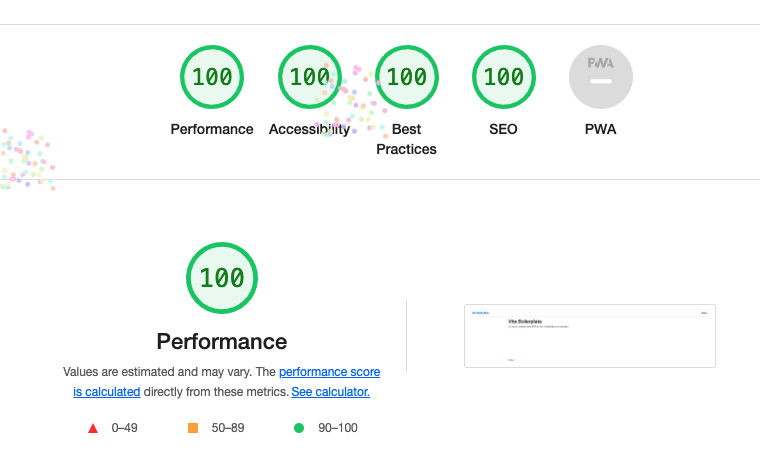 100
100
100
100
PWA
Performance
Accessibility
Best
Practices
SEO
PWA
100
Performance
Values are estimated and may vary. The performance score
is calculated directly from these metrics. See calculator.
0–49
50–89
90–100
Vite Boilerplate